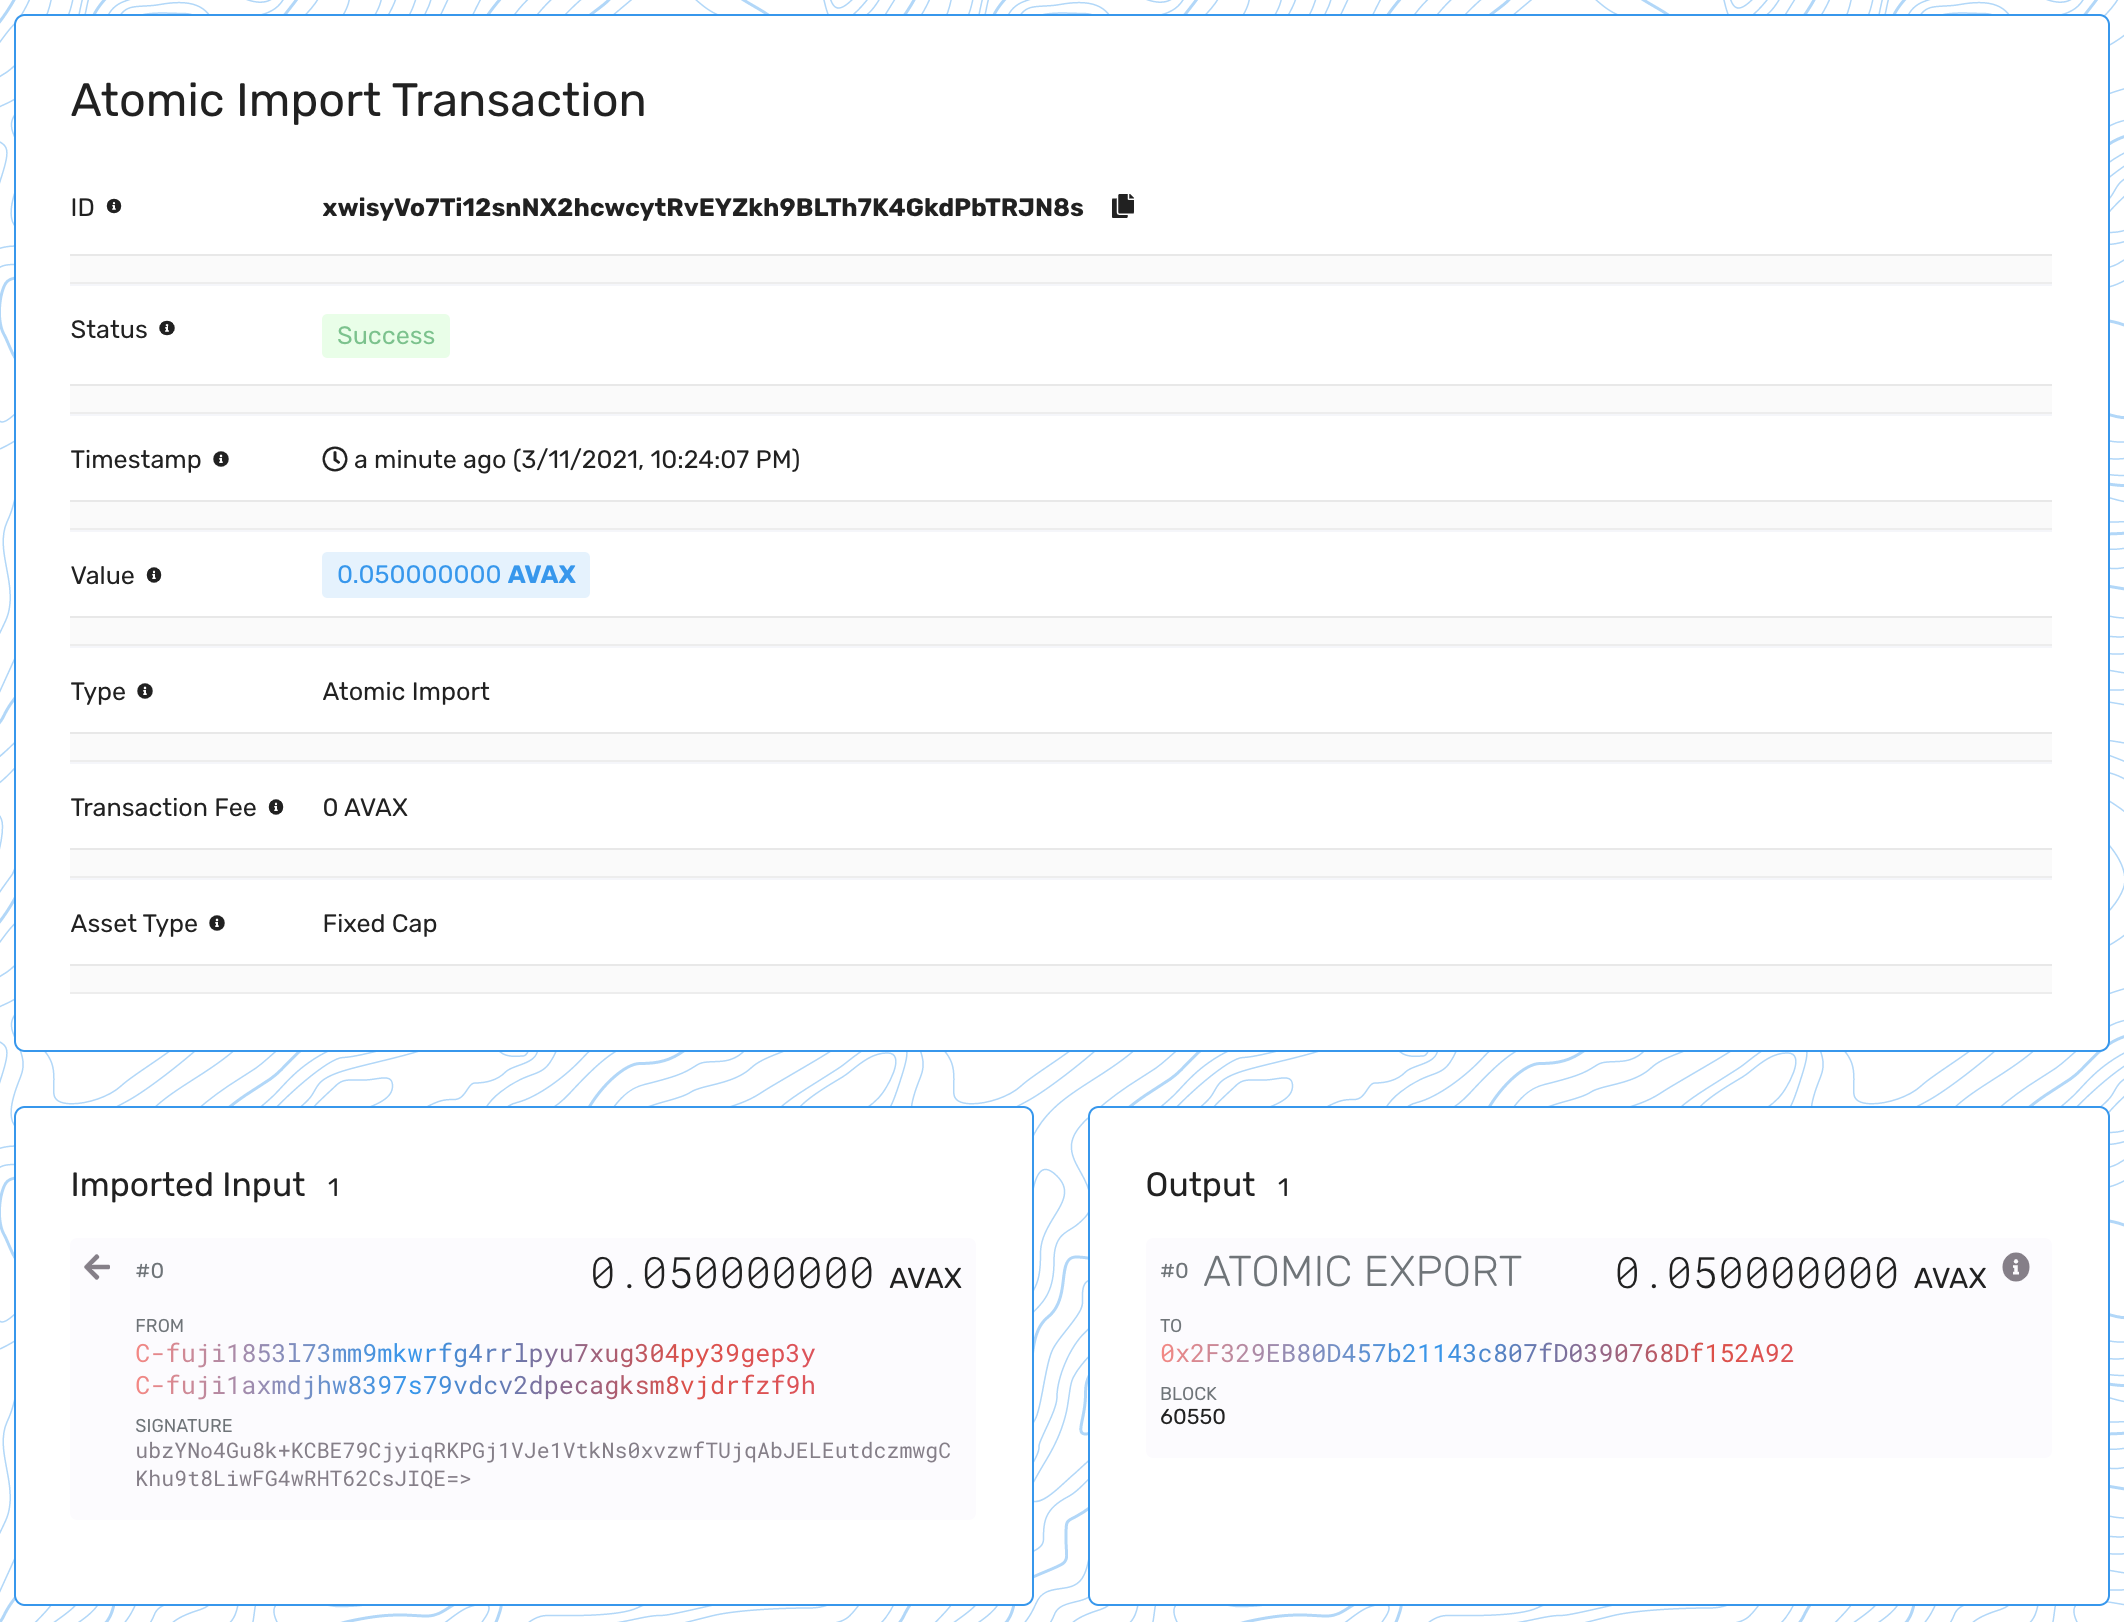 Atomic Import Transaction
ID
xwisyVo7Ti12snNX2hcwcytRvEYZkh9BLTh7K4GkdPbTRJN8s
Status
Success
Timestamp
a minute ago (3/11/2021, 10:24:07 PM)
Value
0.050000000 AVAX
Type
Atomic Import
Transaction Fee
0 AVAX
Asset Type
Fixed Cap
Imported Input 1
#0
0.050000000 AVAX
FROM
C-fuji1853l73mm9mkwrfg4rrlpyu7xug304py39gep3y
C-fuji1axmdjhw8397s79vdcv2dpecagksm8vjdrfzf9h
SIGNATURE
ubzYNo4Gu8k+KCBE79CjyiqRKPGj1VJe1VtkNs0xvzwfTUjqAbJELEutdczmwgC
Khu9t8LiwFG4wRHT62CsJIQE=>
Output 1
#0 ATOMIC EXPORT
0.050000000 AVAX
TO
0x2F329EB80D457b21143c807fD0390768Df152A92
BLOCK
60550